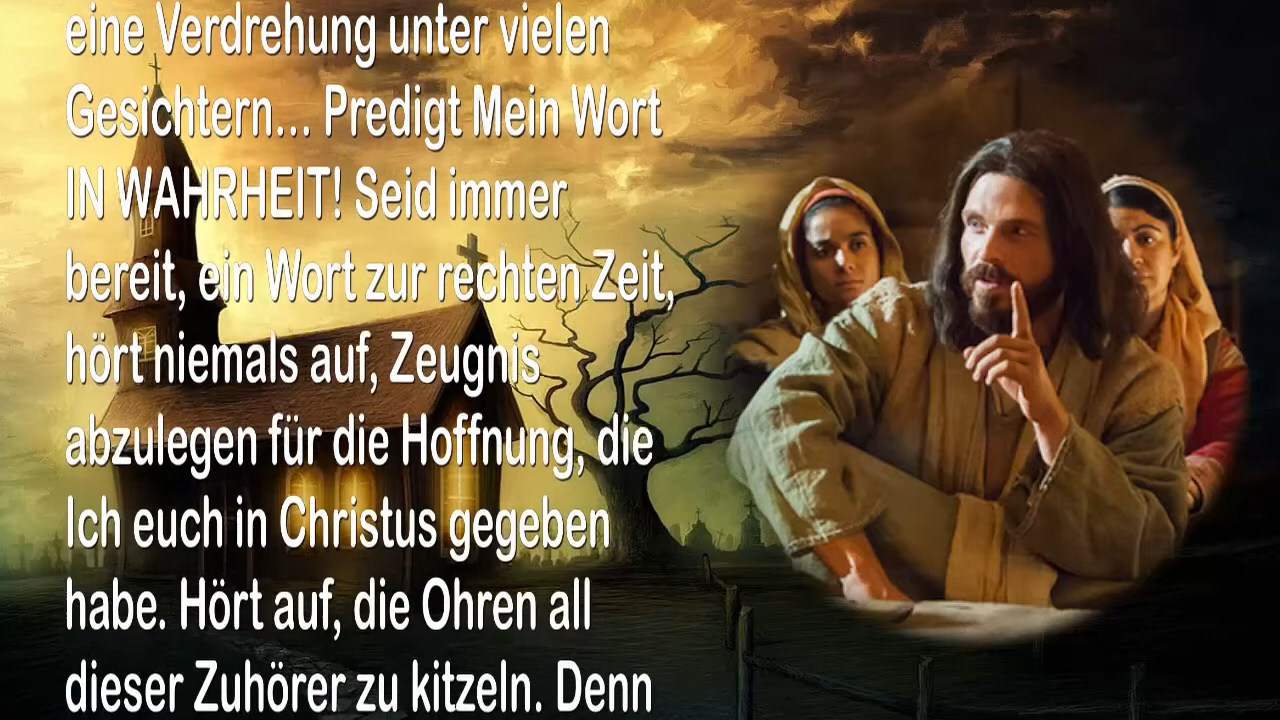 eine Verdrehung unter vielen
Gesichtern... Predigt Mein Wort
IN WAHRHEIT! Seid immer
bereit, ein Wort zur rechten Zeit,
hört niemals auf, Zeugnis
abzulegen für die Hoffnung, die
Ich euch in Christus gegeben
habe. Hört auf, die Ohren all
dieser Zuhörer zu kitzeln. Denn